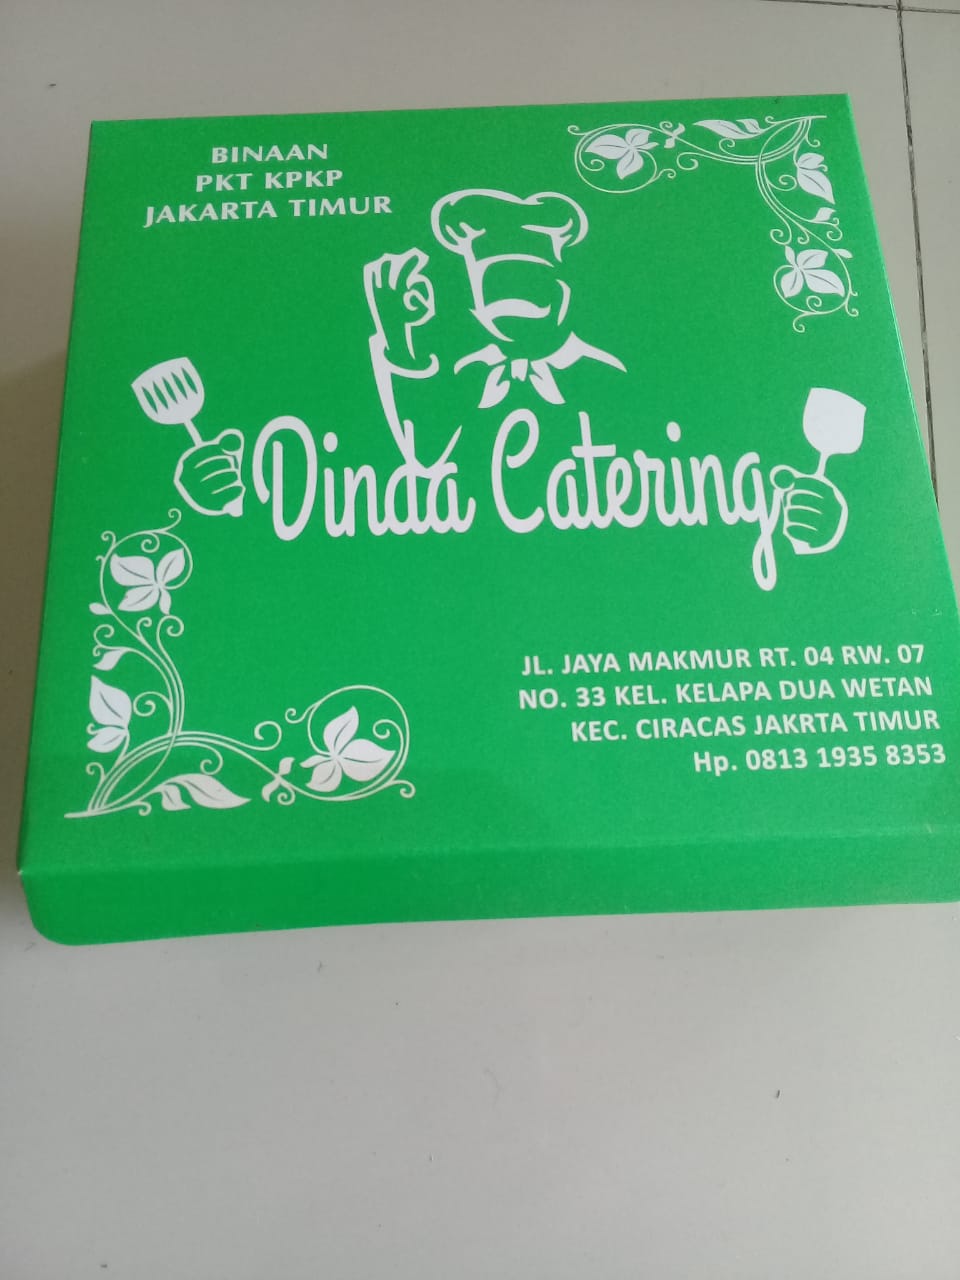 BINAAN
PKT KPKP
JAKARTA TIMUR
Dinda Catering
JL. JAYA MAKMUR RT. 04 RW. 07
NO. 33 KEL. KELAPA DUA WETAN
KEC. CIRACAS JAKRTA TIMUR
Hp. 0813 1935 8353